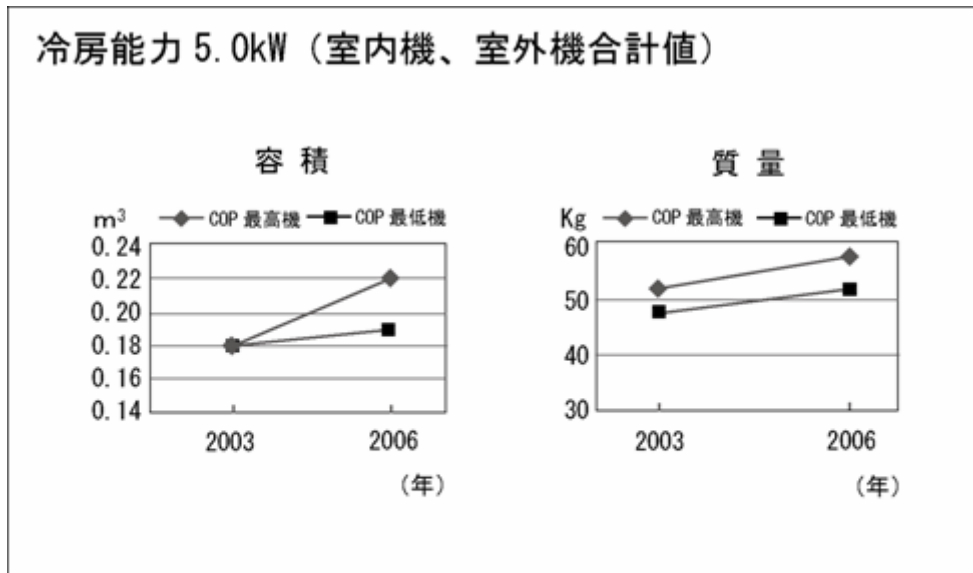 冷房能力 5.0kW（室内機、室外機合計値）
容 積
m³ COP 最高機 COP 最低機
0.24
0.22
0.20
0.18
0.16
0.14
2003 2006
（年）
質 量
Kg COP 最高機 COP 最低機
60
50
40
30
2003 2006
（年）